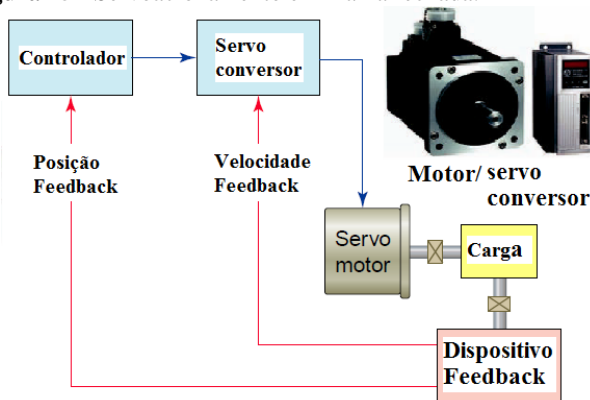 Controlador
Servo
conversor
Posição
Feedback
Velocidade
Feedback
Motor/ servo
conversor
Servo
motor
Carga
Dispositivo
Feedback